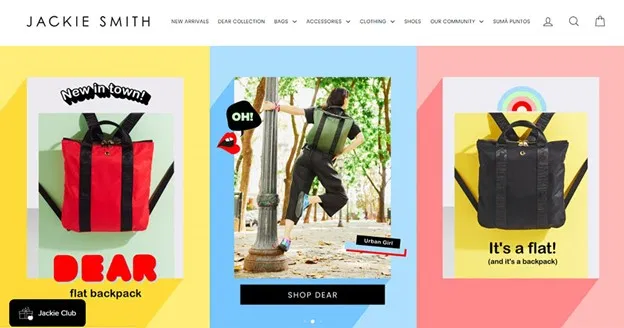 JACKIE SMITH
NEW ARRIVALS DEAR COLLECTION BAGS ACCESSORIES CLOTHING SHOES OUR COMMUNITY SUMÁ PUNTOS
New in town!
DEAR
flat backpack
OH!
Urban Girl
SHOP DEAR
It's a flat!
(and it's a backpack)
Jackie Club